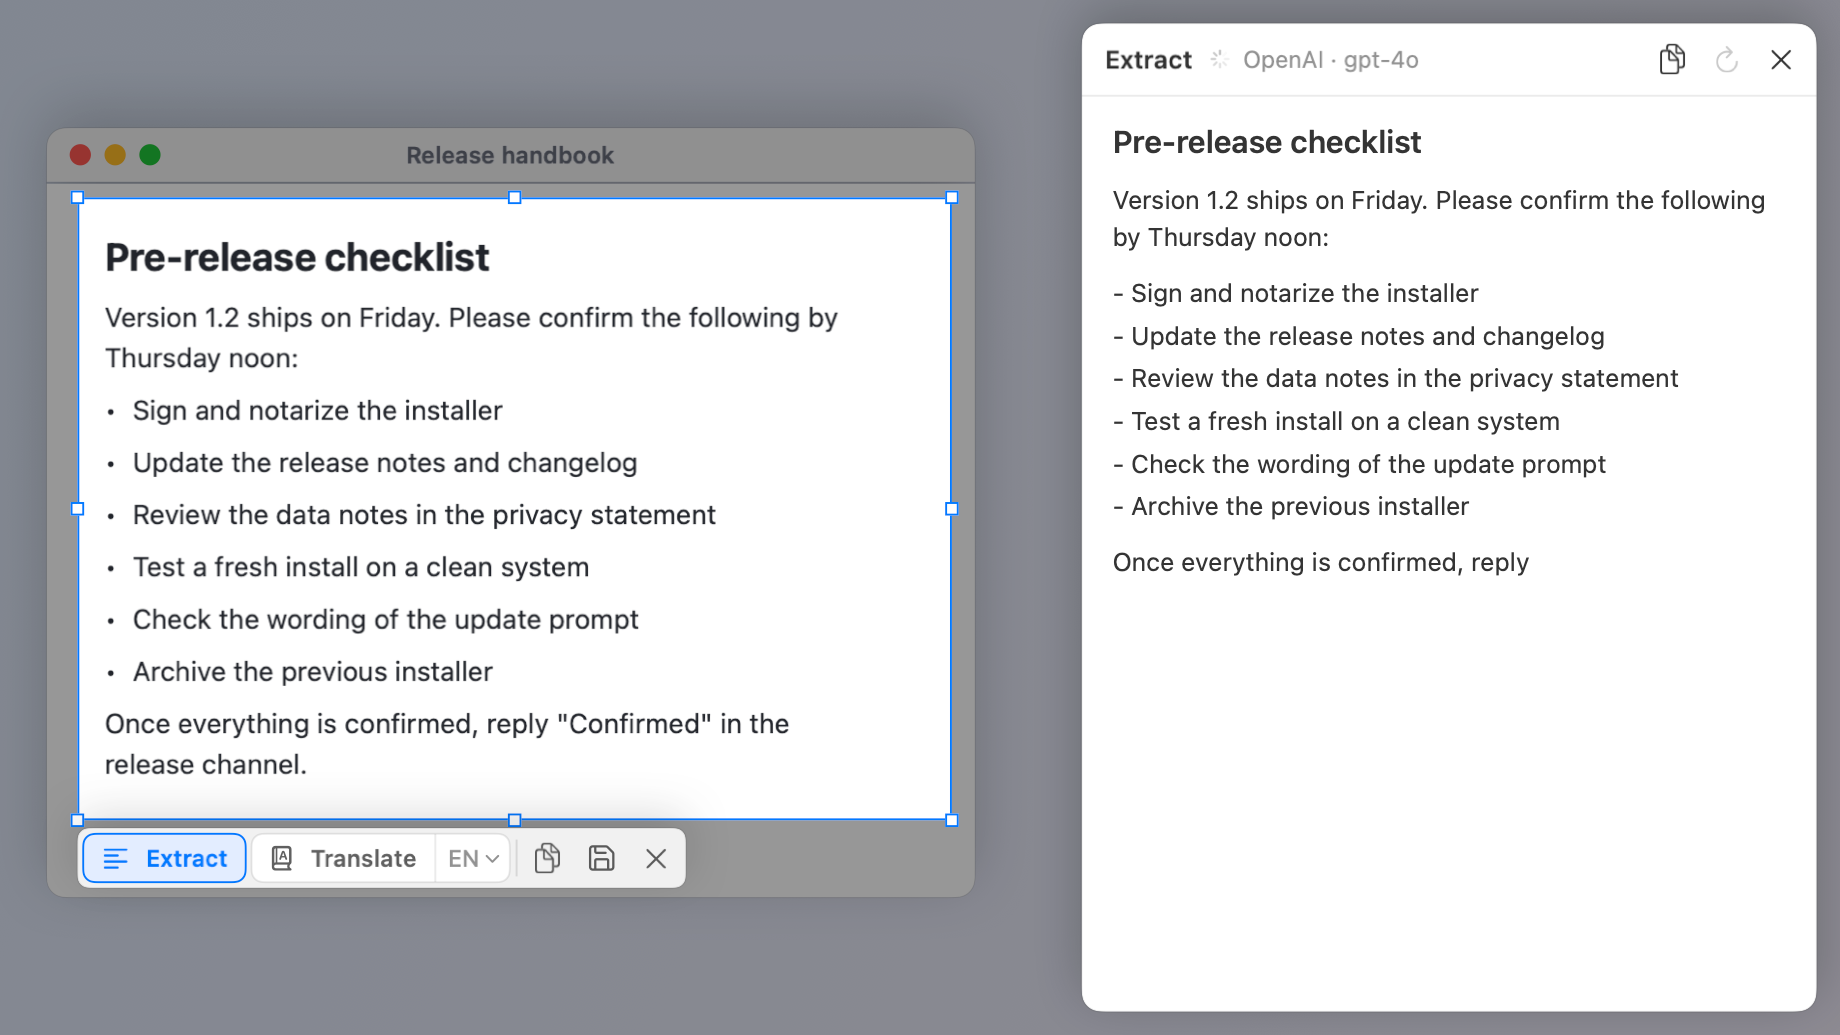 Release handbook
Pre-release checklist
Version 1.2 ships on Friday. Please confirm the following by
Thursday noon:
• Sign and notarize the installer
• Update the release notes and changelog
• Review the data notes in the privacy statement
• Test a fresh install on a clean system
• Check the wording of the update prompt
• Archive the previous installer
Once everything is confirmed, reply "Confirmed" in the
release channel.
Extract Translate EN
Extract OpenAI · gpt-4o
Pre-release checklist
Version 1.2 ships on Friday. Please confirm the following
by Thursday noon:
- Sign and notarize the installer
- Update the release notes and changelog
- Review the data notes in the privacy statement
- Test a fresh install on a clean system
- Check the wording of the update prompt
- Archive the previous installer
Once everything is confirmed, reply